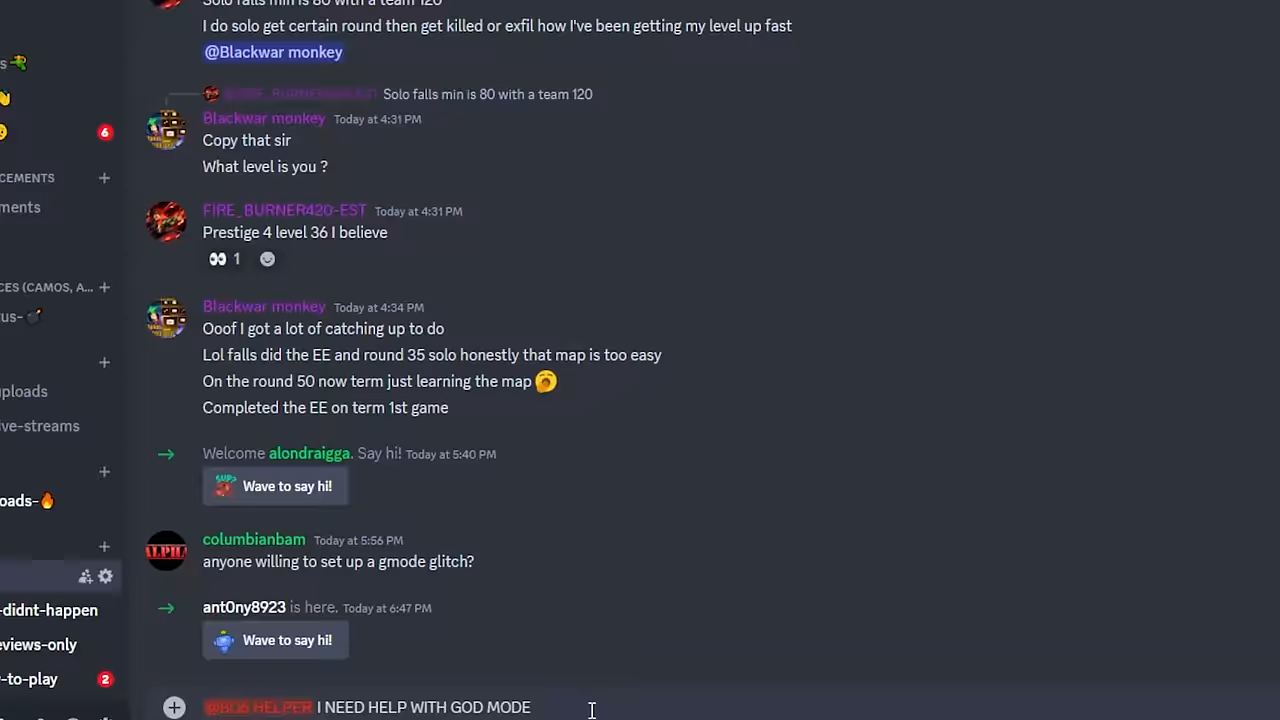 Solo falls min is 80 with a team 120
I do solo get certain round then get killed or exfil how I've been getting my level up fast
@Blackwar monkey
Solo falls min is 80 with a team 120
Blackwar monkey Today at 4:31 PM
Copy that sir
What level is you ?
FIRE_BURNER420-EST Today at 4:31 PM
Prestige 4 level 36 I believe
1
Blackwar monkey Today at 4:34 PM
Ooof I got a lot of catching up to do
Lol falls did the EE and round 35 solo honestly that map is too easy
On the round 50 now term just learning the map
Completed the EE on term 1st game
Welcome alondraigga. Say hi! Today at 5:40 PM
SUP?
Wave to say hi!
columbianbam Today at 5:56 PM
ALPHA
anyone willing to set up a gmode glitch?
ant0ny8923 is here. Today at 6:47 PM
Wave to say hi!
@BO6 HELPER I NEED HELP WITH GOD MODE
s
6
CEMENTS +
ments
CES (CAMOS, A... +
us-
+
uploads
ive-streams
+
oads-
+
-didnt-happen
eviews-only
-to-play 2